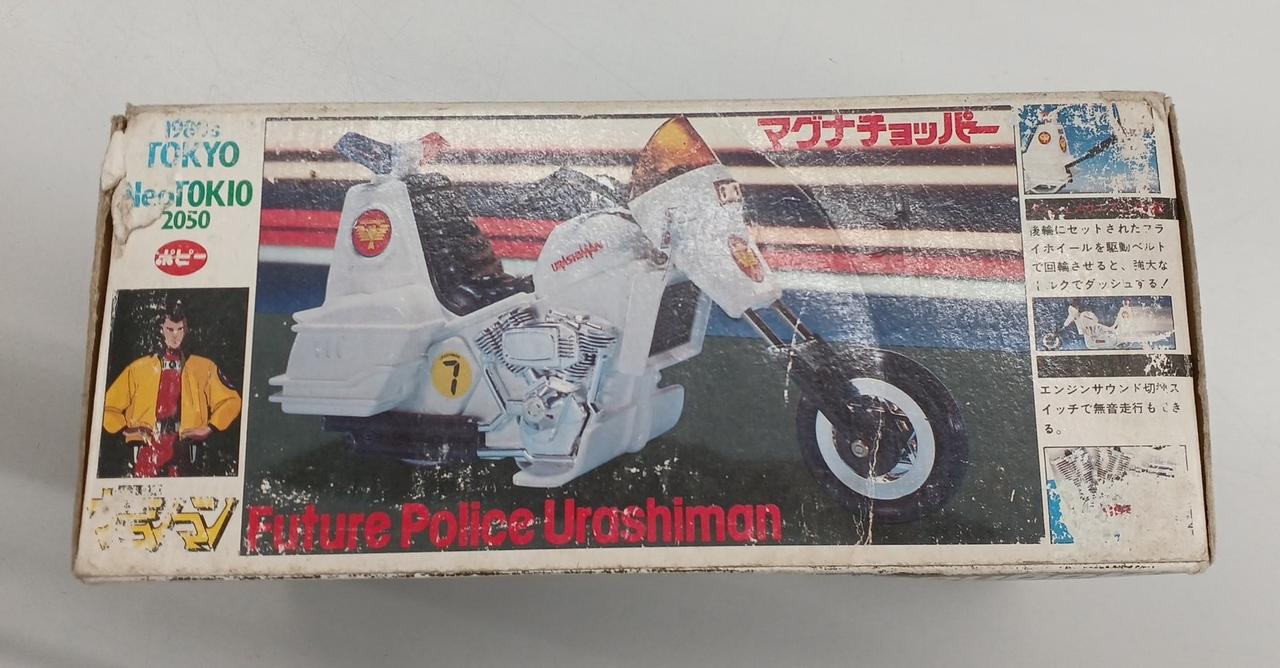 1980s
TOKYO
NeoTOKIO
2050
ポピー
マグナチョッパー
URASHIMAN
7
Future Police Urashiman
後輪にセットされたフラ
イホイールを駆動ベルト
で回転させると、強大な
トルクでダッシュする!
エンジンサウンド切換ス
イッチで無音走行もでき
る。